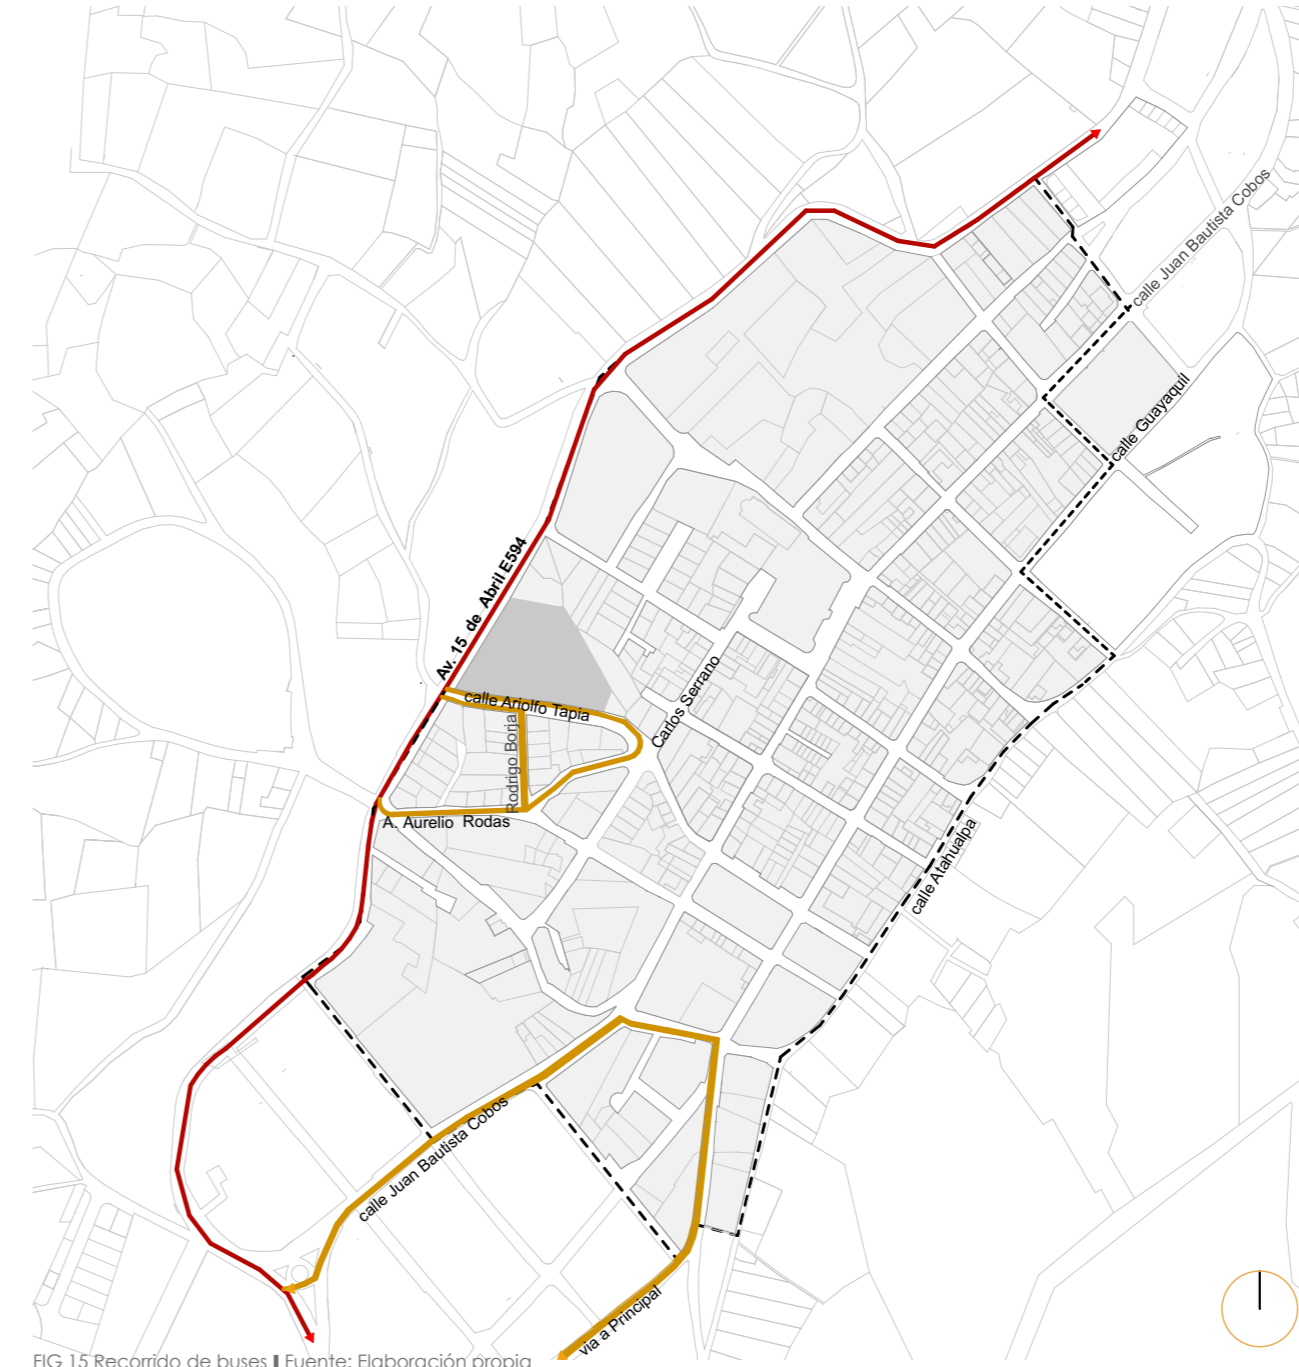 calle Juan Bautista Cobos
calle Guayaquil
Av. 15 de Abril E594
Carlos Serrano
calle Ariolfo Tapia
Rodrigo Borja
A. Aurelio Rodas
calle Atahualpa
calle Juan Bautista Cobos
via a Principal
FIG 15 Recorrido de buses ❙ Fuente: Elaboración propia